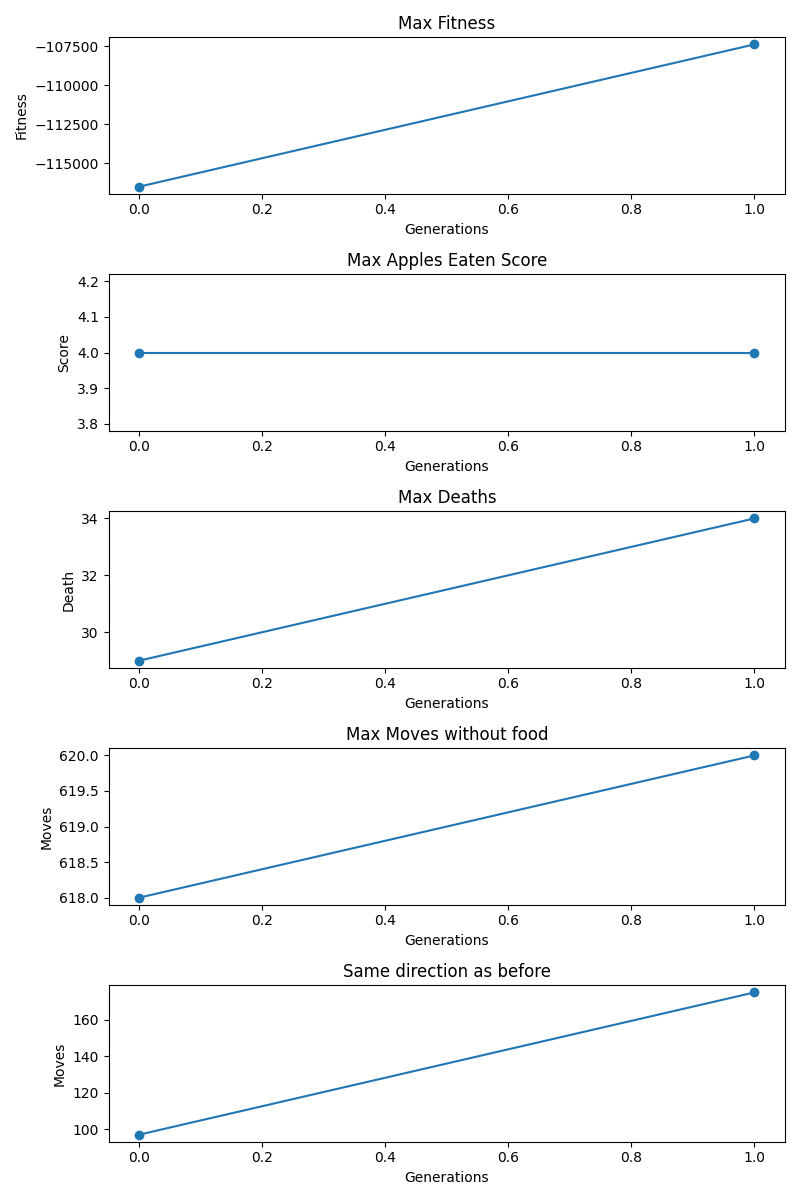 Max Fitness
−107500
−110000
−112500
−115000
Fitness
0.0 0.2 0.4 0.6 0.8 1.0
Generations
Max Apples Eaten Score
4.2
4.1
4.0
3.9
3.8
Score
0.0 0.2 0.4 0.6 0.8 1.0
Generations
Max Deaths
34
32
30
Death
0.0 0.2 0.4 0.6 0.8 1.0
Generations
Max Moves without food
620.0
619.5
619.0
618.5
618.0
Moves
0.0 0.2 0.4 0.6 0.8 1.0
Generations
Same direction as before
160
140
120
100
Moves
0.0 0.2 0.4 0.6 0.8 1.0
Generations